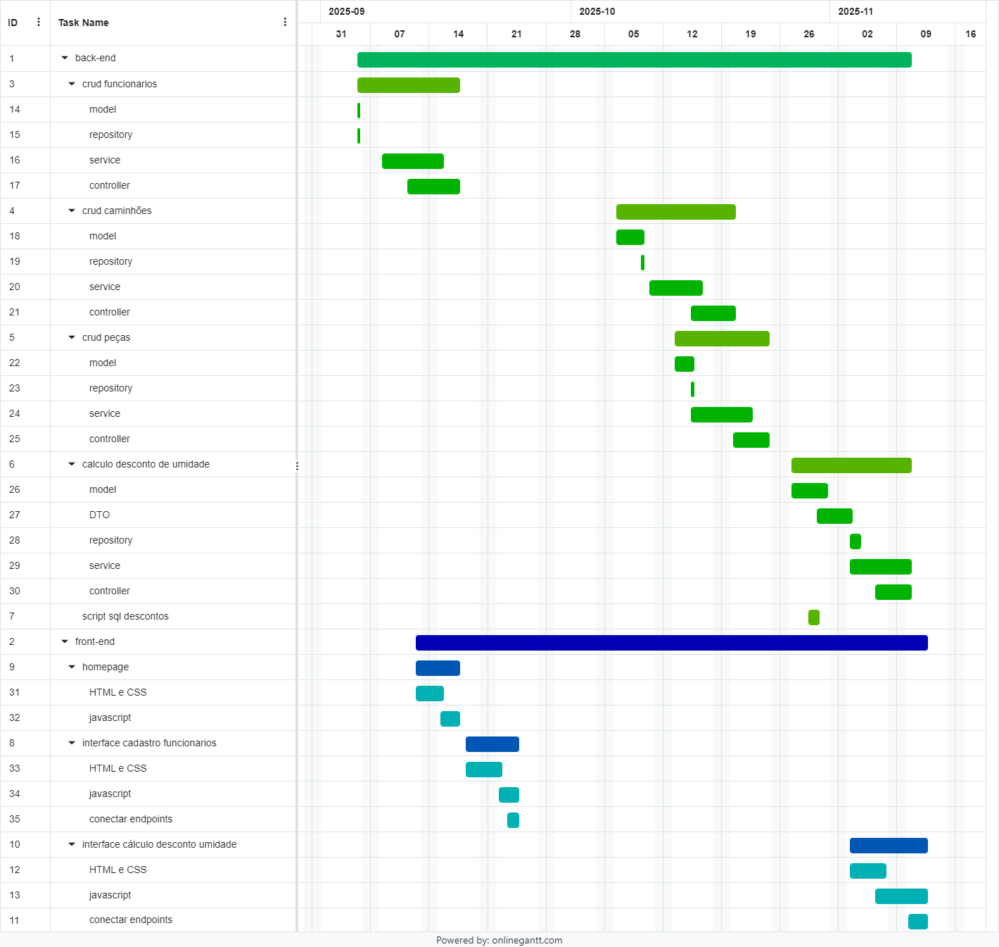 ID Task Name 2025-09 2025-10 2025-11
31 07 14 21 28 05 12 19 26 02 09 16
1 back-end
3 crud funcionarios
14 model
15 repository
16 service
17 controller
4 crud caminhões
18 model
19 repository
20 service
21 controller
5 crud peças
22 model
23 repository
24 service
25 controller
6 calculo desconto de umidade
26 model
27 DTO
28 repository
29 service
30 controller
7 script sql descontos
2 front-end
9 homepage
31 HTML e CSS
32 javascript
8 interface cadastro funcionarios
33 HTML e CSS
34 javascript
35 conectar endpoints
10 interface cálculo desconto umidade
12 HTML e CSS
13 javascript
11 conectar endpoints
Powered by: onlinegantt.com